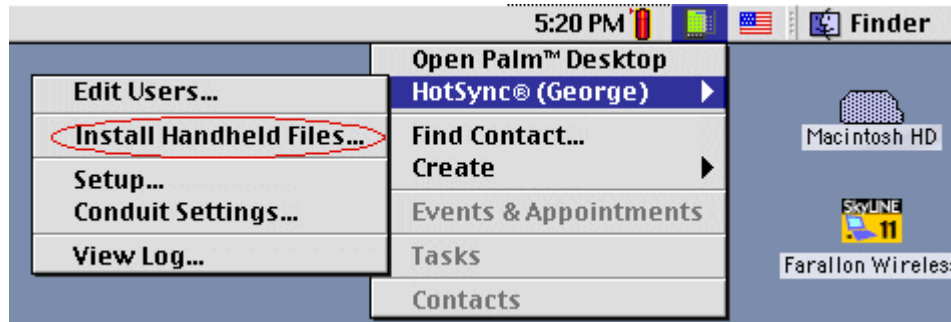 5:20 PM
Finder
Open Palm™ Desktop
HotSync® (George)
Find Contact...
Create
Events & Appointments
Tasks
Contacts
Edit Users...
Install Handheld Files...
Setup...
Conduit Settings...
View Log...
Macintosh HD
SkyLINE
11
Farallon Wireles